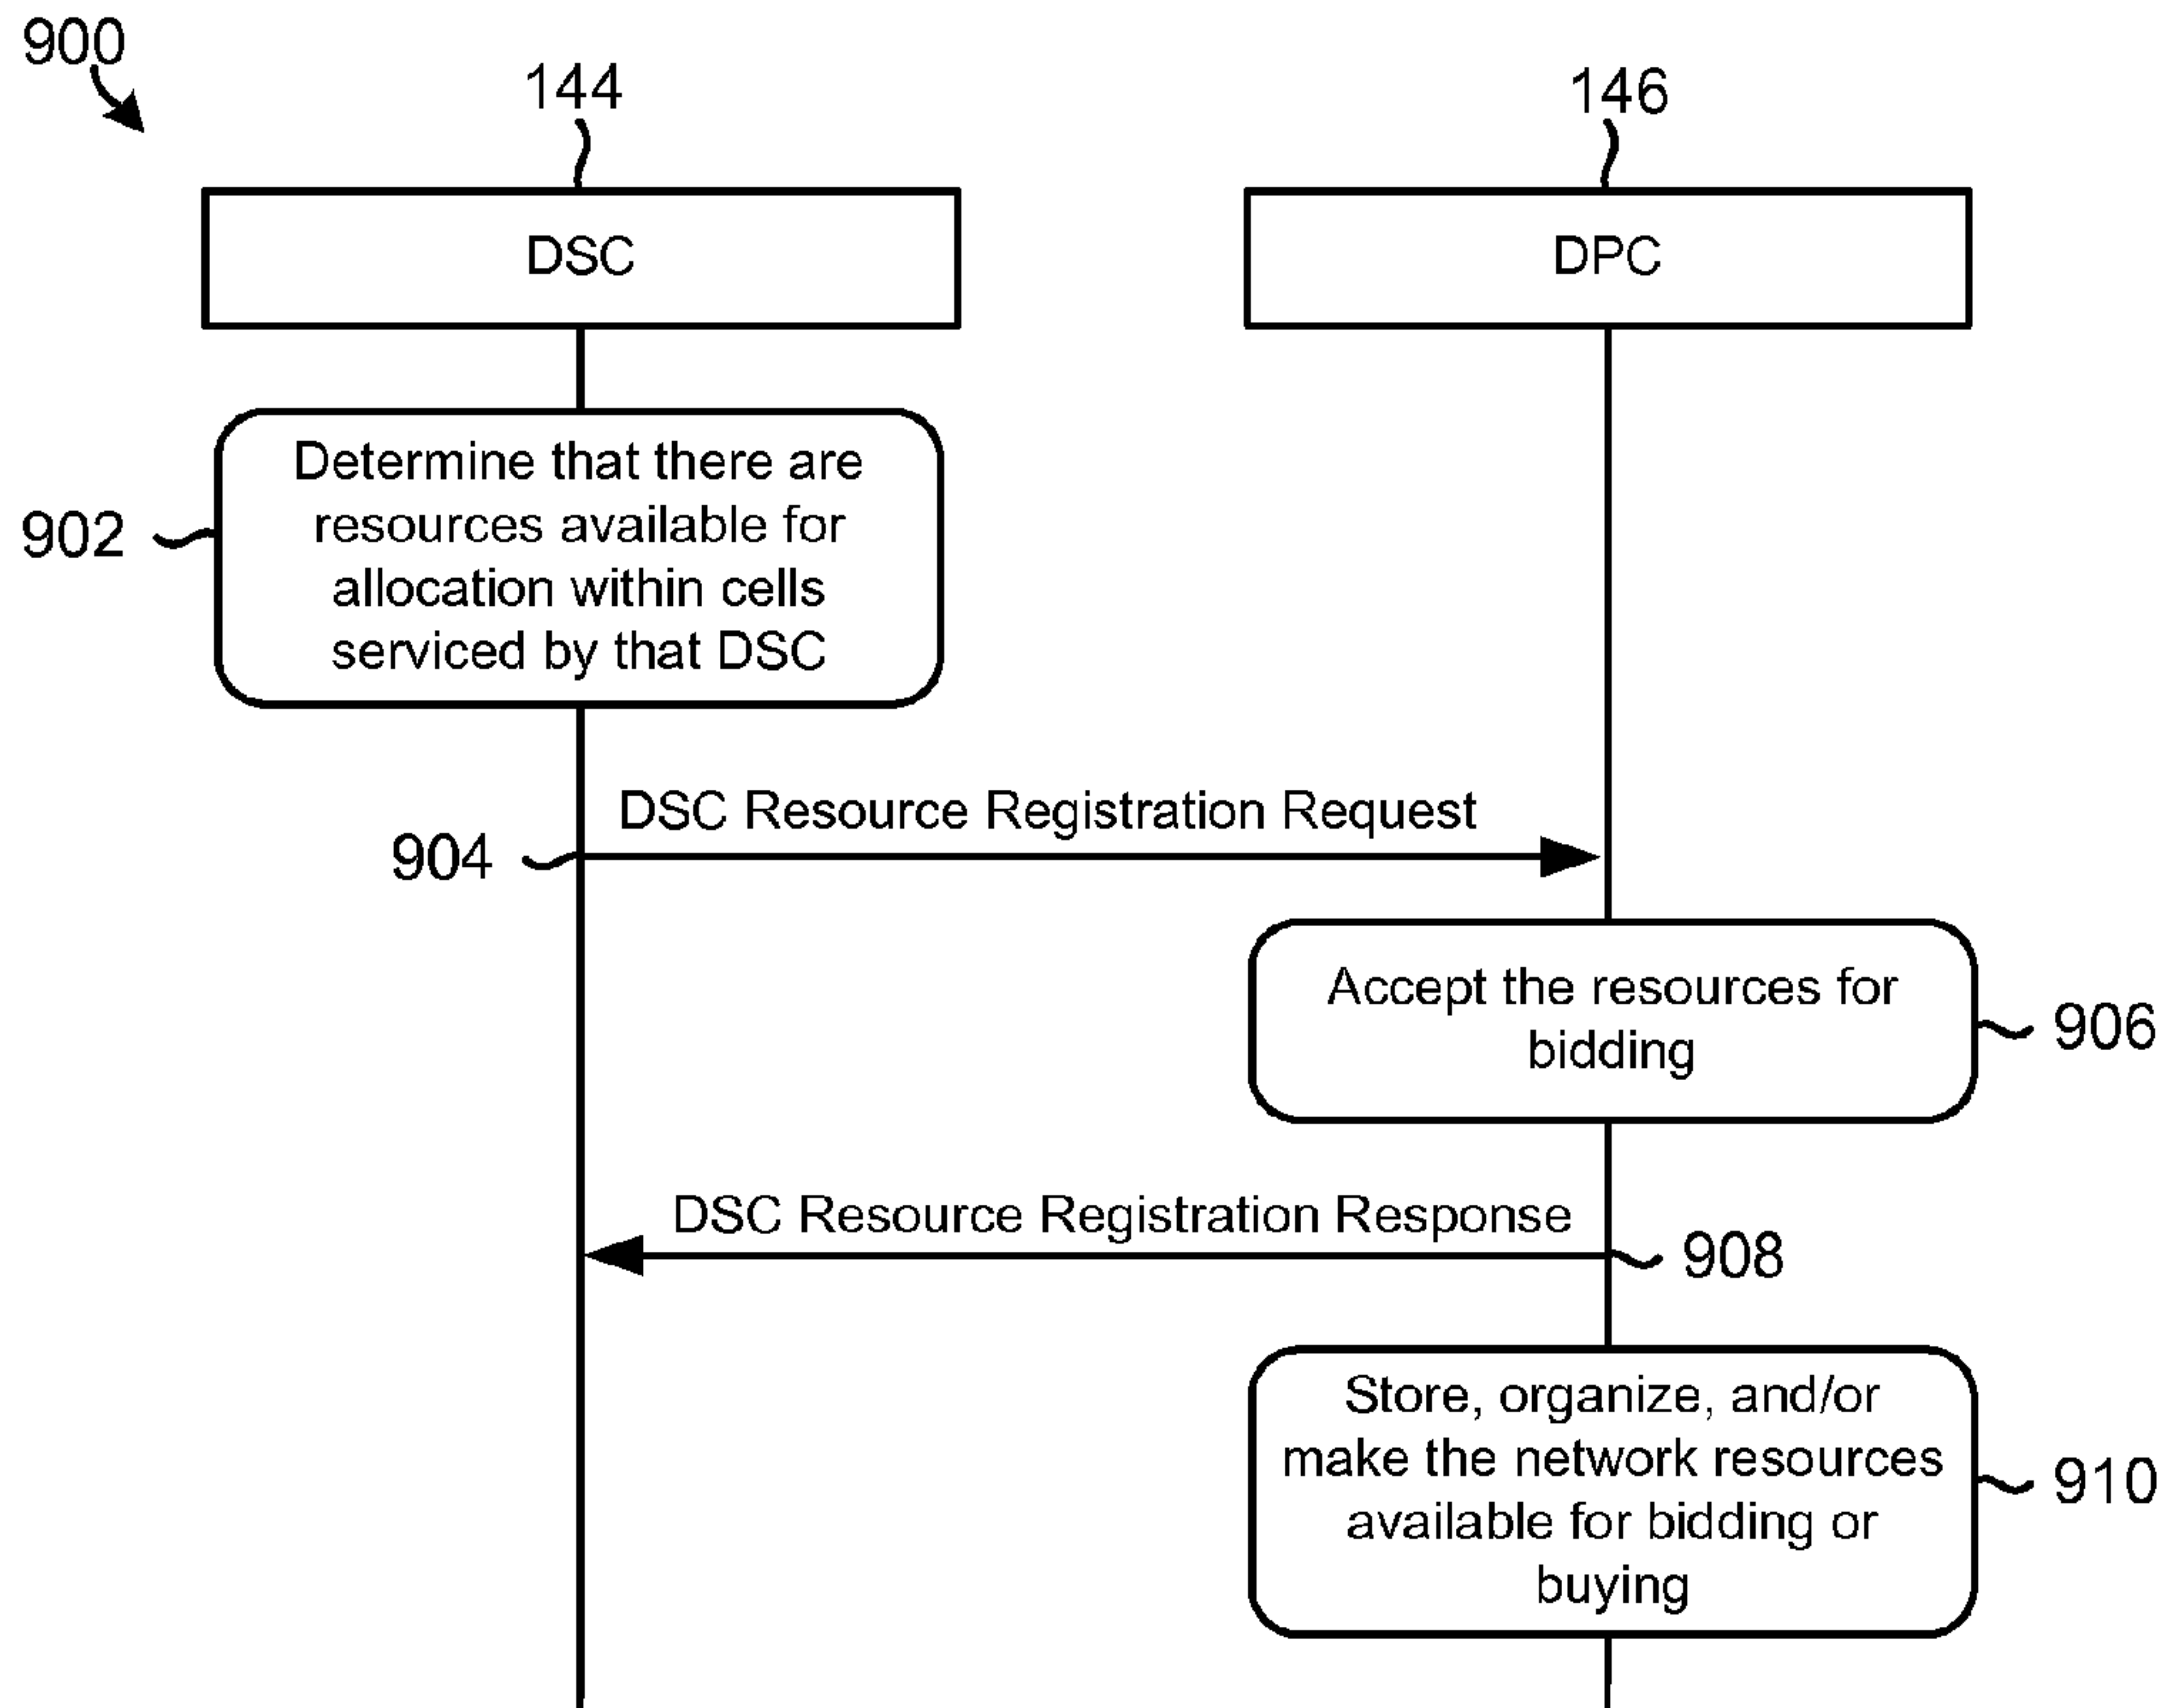 900
144
146
DSC
DPC
902
Determine that there are
resources available for
allocation within cells
serviced by that DSC
DSC Resource Registration Request
904
Accept the resources for
bidding
906
DSC Resource Registration Response
908
Store, organize, and/or
make the network resources
available for bidding or
buying
910